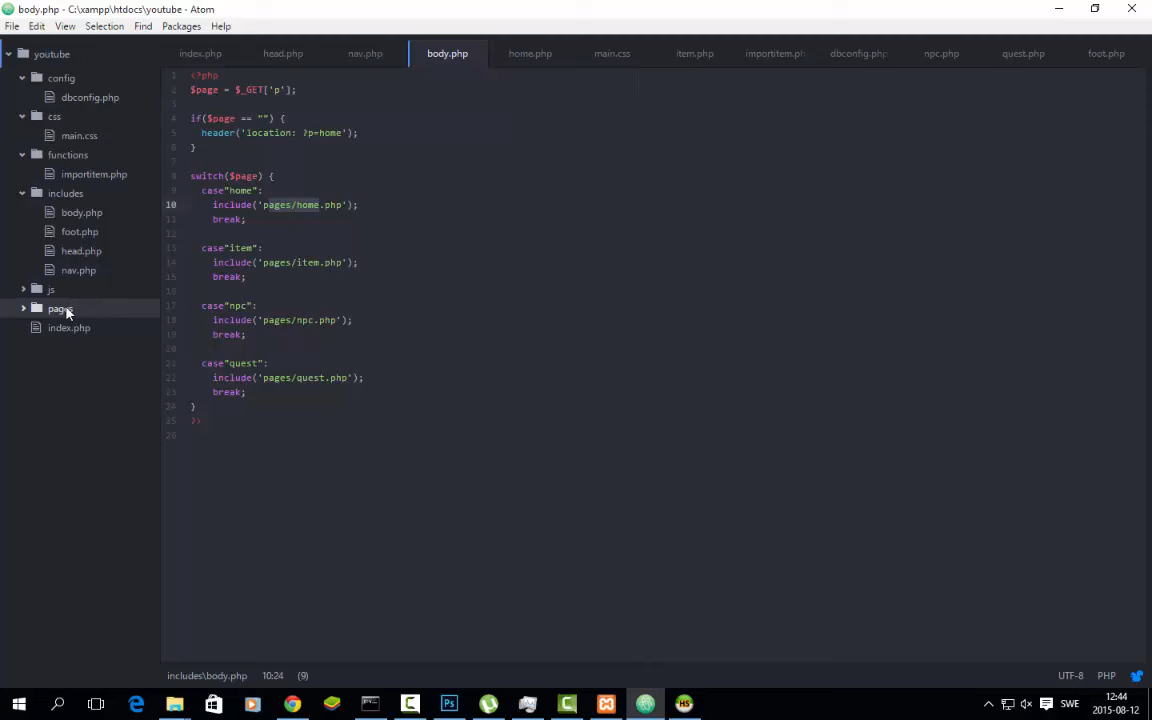 body.php - C:\xampp\htdocs\youtube - Atom
File Edit View Selection Find Packages Help
youtube
config
dbconfig.php
css
main.css
functions
importitem.php
includes
body.php
foot.php
head.php
nav.php
js
pages
index.php
index.php head.php nav.php body.php home.php main.css item.php importitem.ph dbconfig.php npc.php quest.php foot.php
1 <?php
2 $page = $_GET['p'];
3
4 if($page == "") {
5 header('location: ?p=home');
6 }
7
8 switch($page) {
9 case"home":
10 include('pages/home.php');
11 break;
12
13 case"item":
14 include('pages/item.php');
15 break;
16
17 case"npc":
18 include('pages/npc.php');
19 break;
20
21 case"quest":
22 include('pages/quest.php');
23 break;
24 }
25 ?>
26
includes\body.php 10:24 (9) UTF-8 PHP
SWE 12:44
2015-08-12